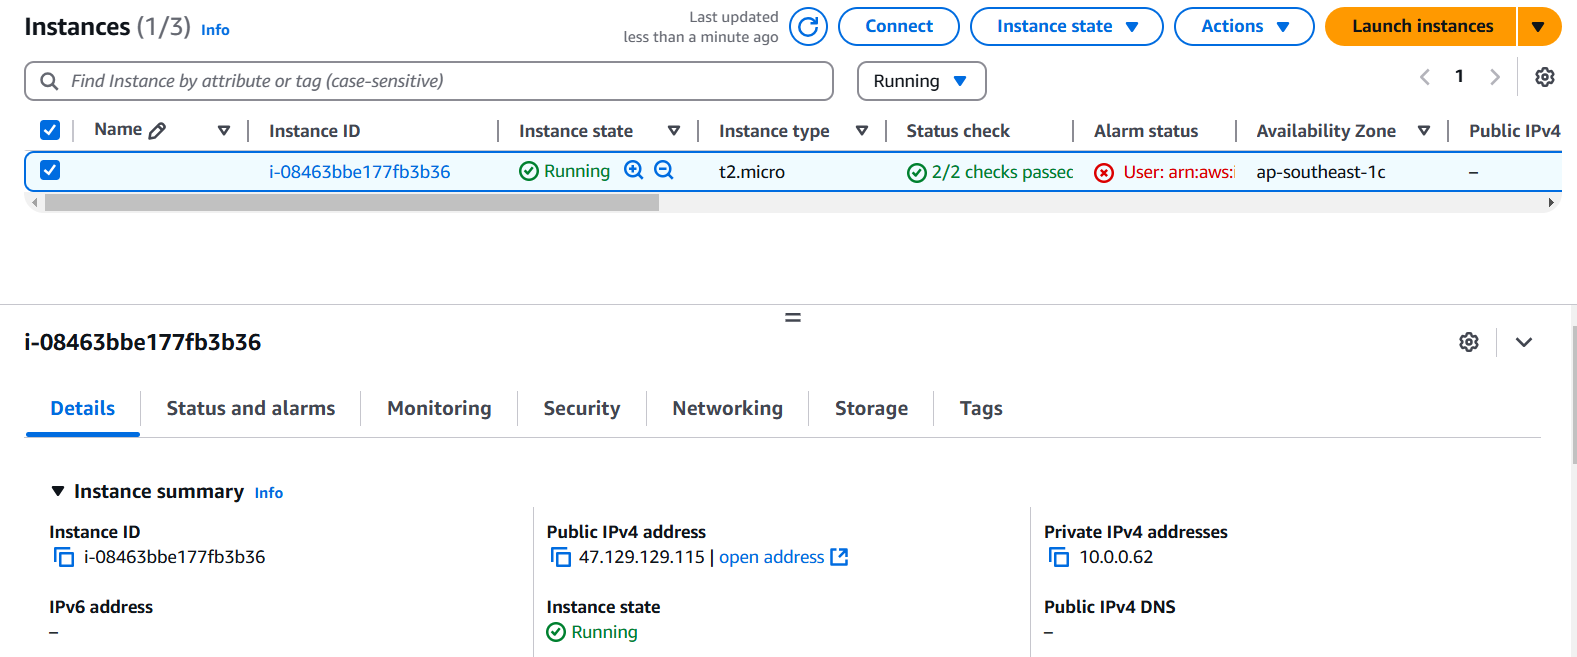 Instances (1/3) Info
Last updated
less than a minute ago
Connect
Instance state
Actions
Launch instances
Find Instance by attribute or tag (case-sensitive)
Running
1
Name Instance ID Instance state Instance type Status check Alarm status Availability Zone Public IPv4
i-08463bbe177fb3b36 Running t2.micro 2/2 checks passed User: arn:aws:i ap-southeast-1c –
i-08463bbe177fb3b36
Details Status and alarms Monitoring Security Networking Storage Tags
Instance summary Info
Instance ID
i-08463bbe177fb3b36
Public IPv4 address
47.129.129.115 | open address
Private IPv4 addresses
10.0.0.62
IPv6 address
–
Instance state
Running
Public IPv4 DNS
–